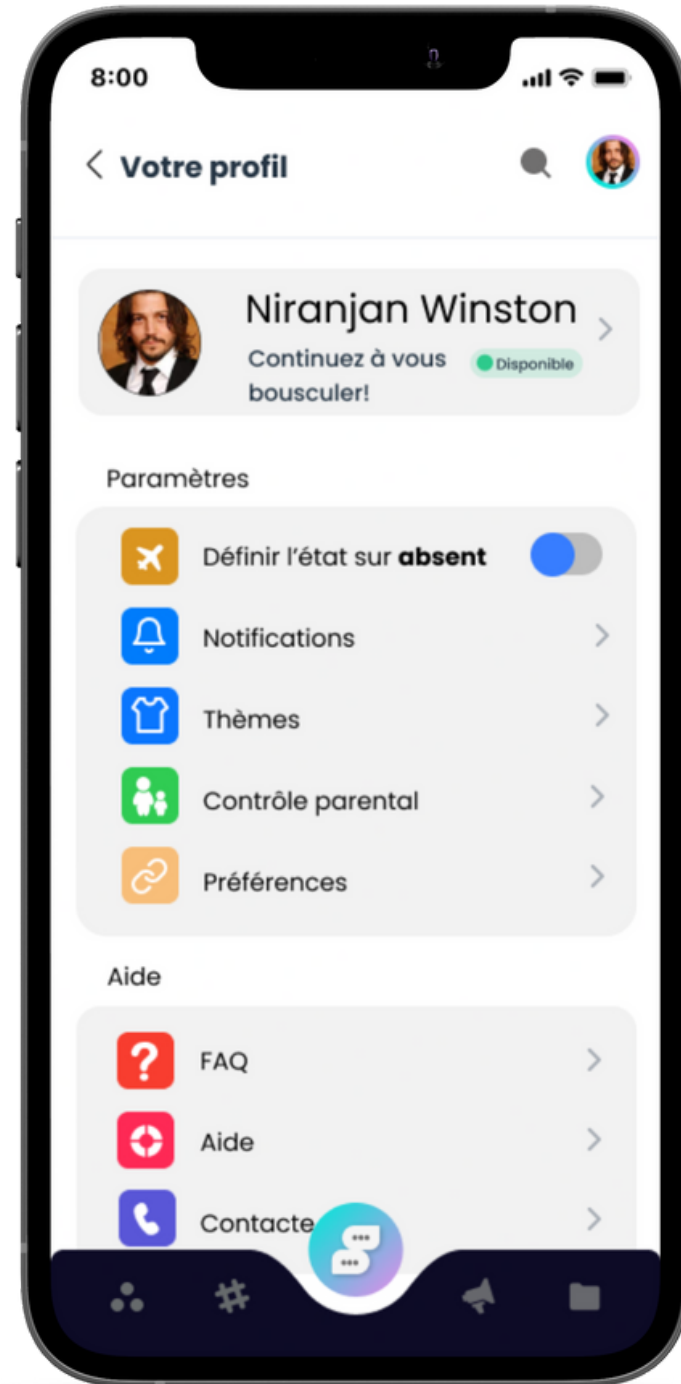 8:00
Votre profil
Niranjan Winston
Continuez à vous
bousculer!
Disponible
Paramètres
Définir l'état sur absent
Notifications
Thèmes
Contrôle parental
Préférences
Aide
FAQ
Aide
Contacte